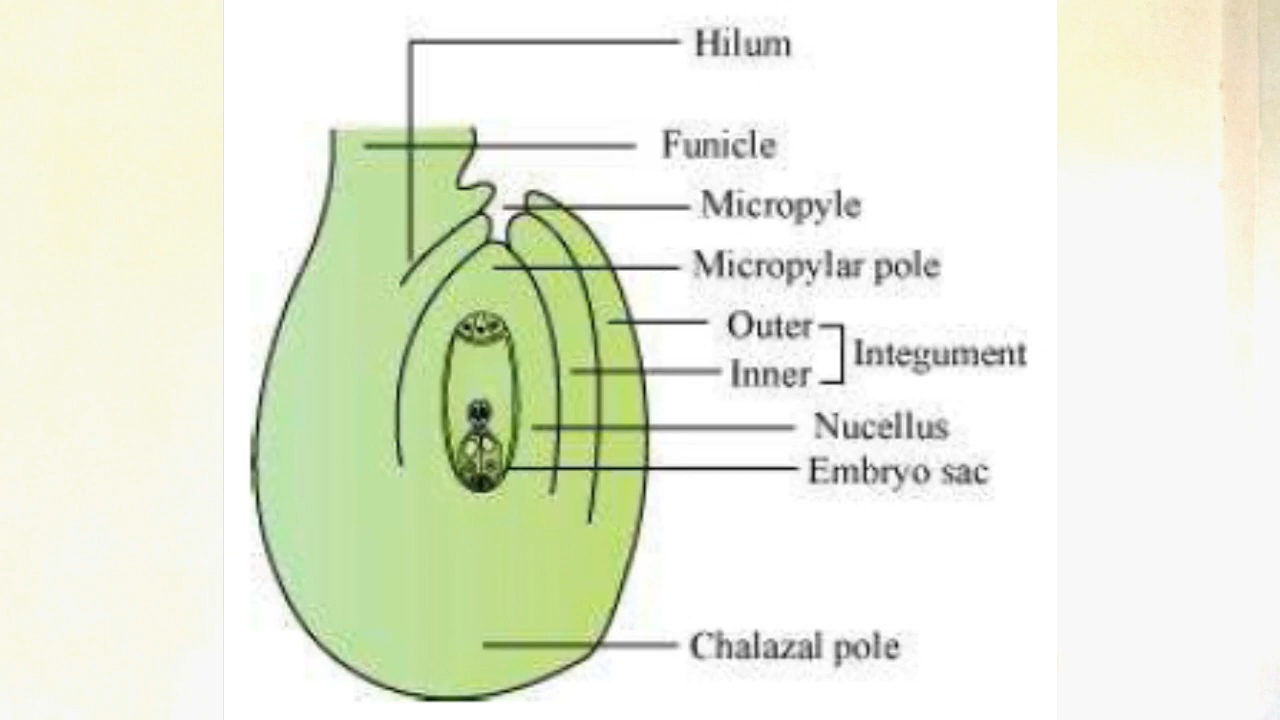 Hilum
Funicle
Micropyle
Micropylar pole
Outer
Integument
Inner
Nucellus
Embryo sac
Chalazal pole